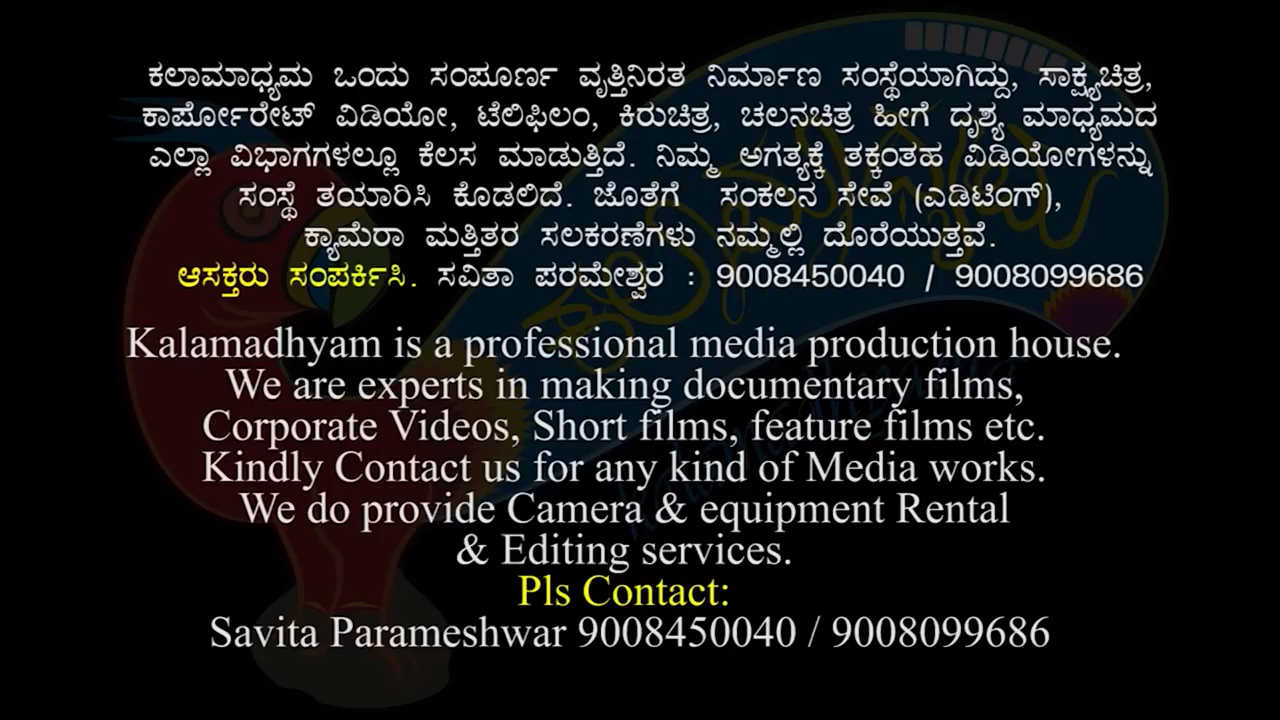 ಕಲಾಮಾಧ್ಯಮ ಒಂದು ಸಂಪೂರ್ಣ ವೃತ್ತಿನಿರತ ನಿರ್ಮಾಣ ಸಂಸ್ಥೆಯಾಗಿದ್ದು, ಸಾಕ್ಷ್ಯಚಿತ್ರ,
ಕಾರ್ಪೋರೇಟ್ ವಿಡಿಯೋ, ಟೆಲಿಫಿಲಂ, ಕಿರುಚಿತ್ರ, ಚಲನಚಿತ್ರ ಹೀಗೆ ದೃಶ್ಯ ಮಾಧ್ಯಮದ
ಎಲ್ಲಾ ವಿಭಾಗಗಳಲ್ಲೂ ಕೆಲಸ ಮಾಡುತ್ತಿದೆ. ನಿಮ್ಮ ಅಗತ್ಯಕ್ಕೆ ತಕ್ಕಂತಹ ವಿಡಿಯೋಗಳನ್ನು
ಸಂಸ್ಥೆ ತಯಾರಿಸಿ ಕೊಡಲಿದೆ. ಜೊತೆಗೆ ಸಂಕಲನ ಸೇವೆ (ಎಡಿಟಿಂಗ್),
ಕ್ಯಾಮೆರಾ ಮತ್ತಿತರ ಸಲಕರಣೆಗಳು ನಮ್ಮಲ್ಲಿ ದೊರೆಯುತ್ತವೆ.
ಆಸಕ್ತರು ಸಂಪರ್ಕಿಸಿ. ಸವಿತಾ ಪರಮೇಶ್ವರ : 9008450040 / 9008099686
Kalamadhyam is a professional media production house.
We are experts in making documentary films,
Corporate Videos, Short films, feature films etc.
Kindly Contact us for any kind of Media works.
We do provide Camera & equipment Rental
& Editing services.
Pls Contact:
Savita Parameshwar 9008450040 / 9008099686